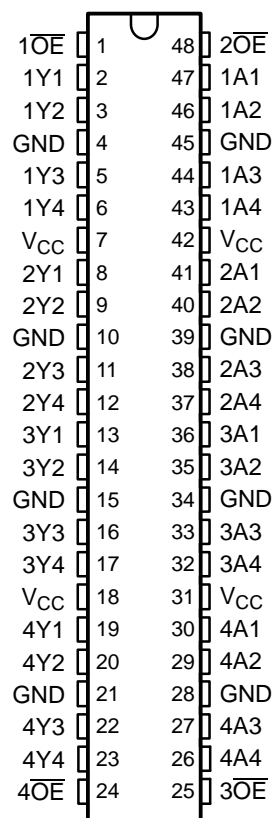 1O̅E̅ 1 48 2O̅E̅
1Y1 2 47 1A1
1Y2 3 46 1A2
GND 4 45 GND
1Y3 5 44 1A3
1Y4 6 43 1A4
VCC 7 42 VCC
2Y1 8 41 2A1
2Y2 9 40 2A2
GND 10 39 GND
2Y3 11 38 2A3
2Y4 12 37 2A4
3Y1 13 36 3A1
3Y2 14 35 3A2
GND 15 34 GND
3Y3 16 33 3A3
3Y4 17 32 3A4
VCC 18 31 VCC
4Y1 19 30 4A1
4Y2 20 29 4A2
GND 21 28 GND
4Y3 22 27 4A3
4Y4 23 26 4A4
4O̅E̅ 24 25 3O̅E̅